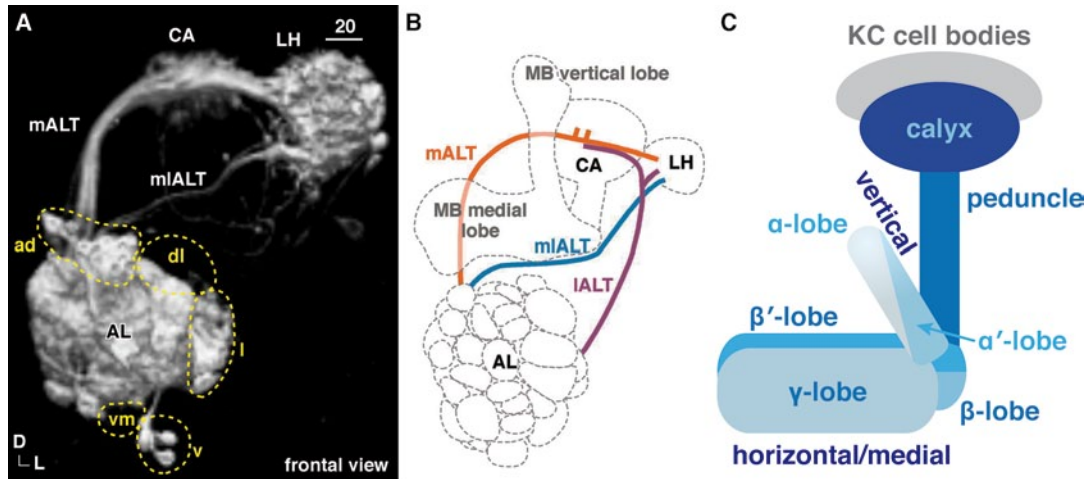 A
CA
LH
20
mALT
mlALT
ad
dl
AL
l
vm
v
D
L
frontal view
B
MB vertical lobe
mALT
CA
LH
MB medial
lobe
mlALT
lALT
AL
C
KC cell bodies
calyx
vertical
peduncle
α-lobe
β′-lobe
α′-lobe
γ-lobe
β-lobe
horizontal/medial